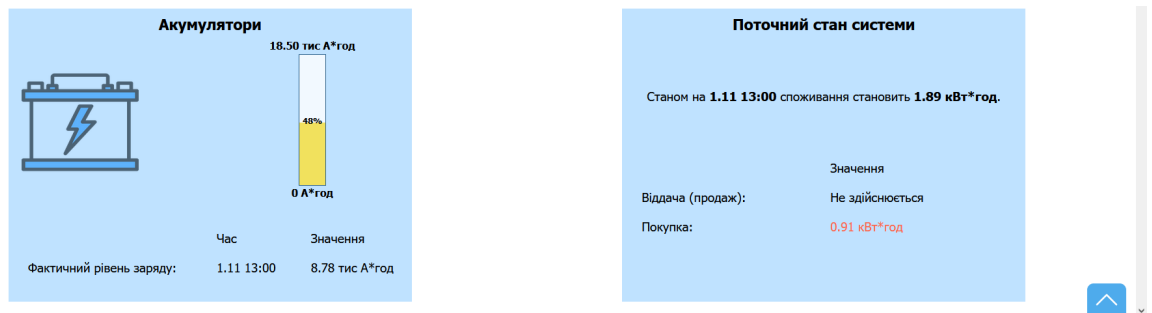 Акумулятори
18.50 тис А*год
48%
0 А*год
Час Значення
Фактичний рівень заряду: 1.11 13:00 8.78 тис А*год
Поточний стан системи
Станом на 1.11 13:00 споживання становить 1.89 кВт*год.
Значення
Віддача (продаж): Не здійснюється
Покупка: 0.91 кВт*год